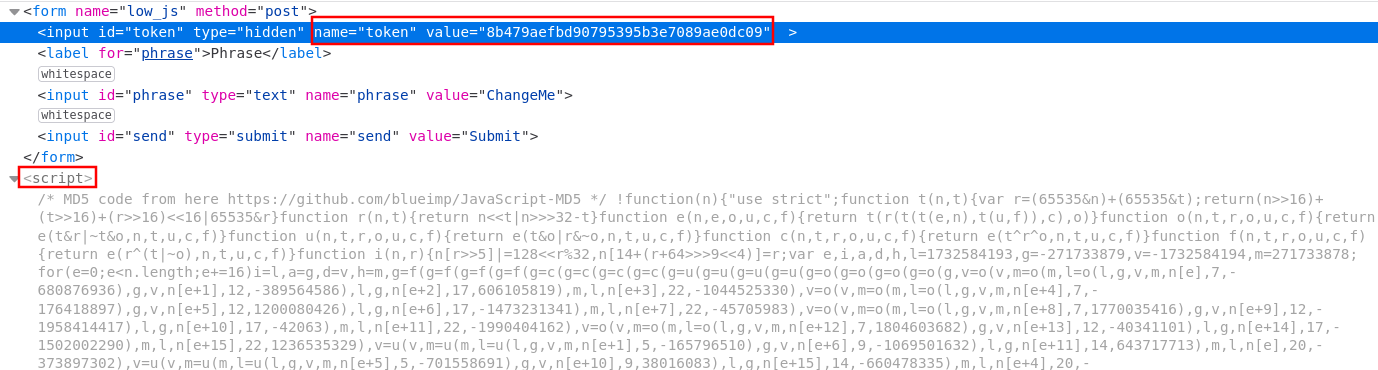 <form name="low_js" method="post">
<input id="token" type="hidden" name="token" value="8b479aefbd90795395b3e7089ae0dc09" >
<label for="phrase">Phrase</label>
whitespace
<input id="phrase" type="text" name="phrase" value="ChangeMe">
whitespace
<input id="send" type="submit" name="send" value="Submit">
</form>
<script>
/* MD5 code from here https://github.com/blueimp/JavaScript-MD5 */ !function(n){"use strict";function t(n,t){var r=(65535&n)+(65535&t);return(n>>16)+
(t>>16)+(r>>16)<<16|65535&r}function r(n,t){return n<<t|n>>>32-t}function e(n,e,o,u,c,f){return t(r(t(t(e,n),t(u,f)),c),o)}function o(n,t,r,o,u,c,f){return
e(t&r|~t&o,n,t,u,c,f)}function u(n,t,r,o,u,c,f){return e(t&o|r&~o,n,t,u,c,f)}function c(n,t,r,o,u,c,f){return e(t^r^o,n,t,u,c,f)}function f(n,t,r,o,u,c,f)
{return e(r^(t|~o),n,t,u,c,f)}function i(n,r){n[r>>5]|=128<<r%32,n[14+(r+64>>>9<<4)]=r;var e,i,a,d,h,l=1732584193,g=-271733879,v=-1732584194,m=271733878;
for(e=0;e<n.length;e+=16)i=l,a=g,d=v,h=m,g=f(g=f(g=f(g=f(g=c(g=c(g=c(g=c(g=u(g=u(g=u(g=u(g=o(g=o(g=o(g=o(g,v=o(v,m=o(m,l=o(l,g,v,m,n[e],7,-
680876936),g,v,n[e+1],12,-389564586),l,g,n[e+2],17,606105819),m,l,n[e+3],22,-1044525330),v=o(v,m=o(m,l=o(l,g,v,m,n[e+4],7,-
176418897),g,v,n[e+5],12,1200080426),l,g,n[e+6],17,-1473231341),m,l,n[e+7],22,-45705983),v=o(v,m=o(m,l=o(l,g,v,m,n[e+8],7,1770035416),g,v,n[e+9],12,-
1958414417),l,g,n[e+10],17,-42063),m,l,n[e+11],22,-1990404162),v=o(v,m=o(m,l=o(l,g,v,m,n[e+12],7,1804603682),g,v,n[e+13],12,-40341101),l,g,n[e+14],17,-
1502002290),m,l,n[e+15],22,1236535329),v=u(v,m=u(m,l=u(l,g,v,m,n[e+1],5,-165796510),g,v,n[e+6],9,-1069501632),l,g,n[e+11],14,643717713),m,l,n[e],20,-
373897302),v=u(v,m=u(m,l=u(l,g,v,m,n[e+5],5,-701558691),g,v,n[e+10],9,38016083),l,g,n[e+15],14,-660478335),m,l,n[e+4],20,-